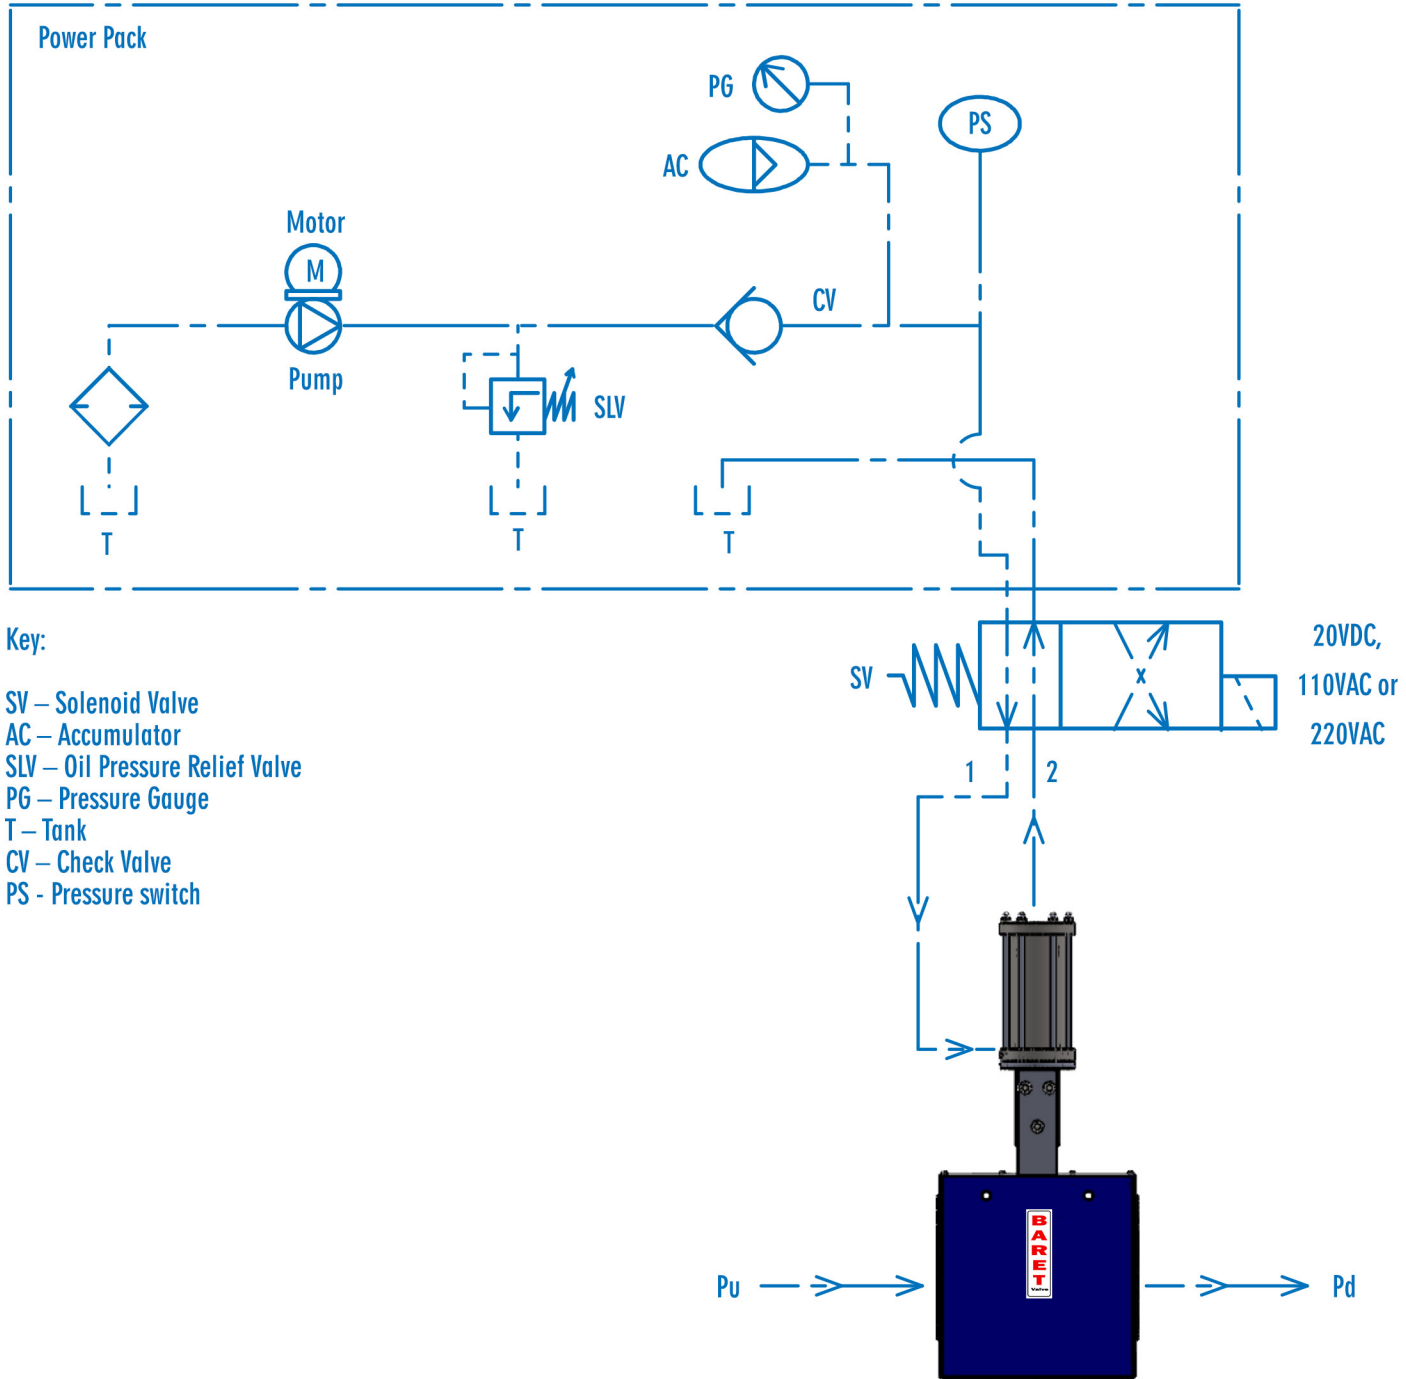 Power Pack
PG
PS
AC
Motor
M
CV
Pump
SLV
T
T
T
Key:
SV – Solenoid Valve
AC – Accumulator
SLV – Oil Pressure Relief Valve
PG – Pressure Gauge
T – Tank
CV – Check Valve
PS - Pressure switch
SV
20VDC,
110VAC or
220VAC
1
2
BARET
Valve
Pu
Pd